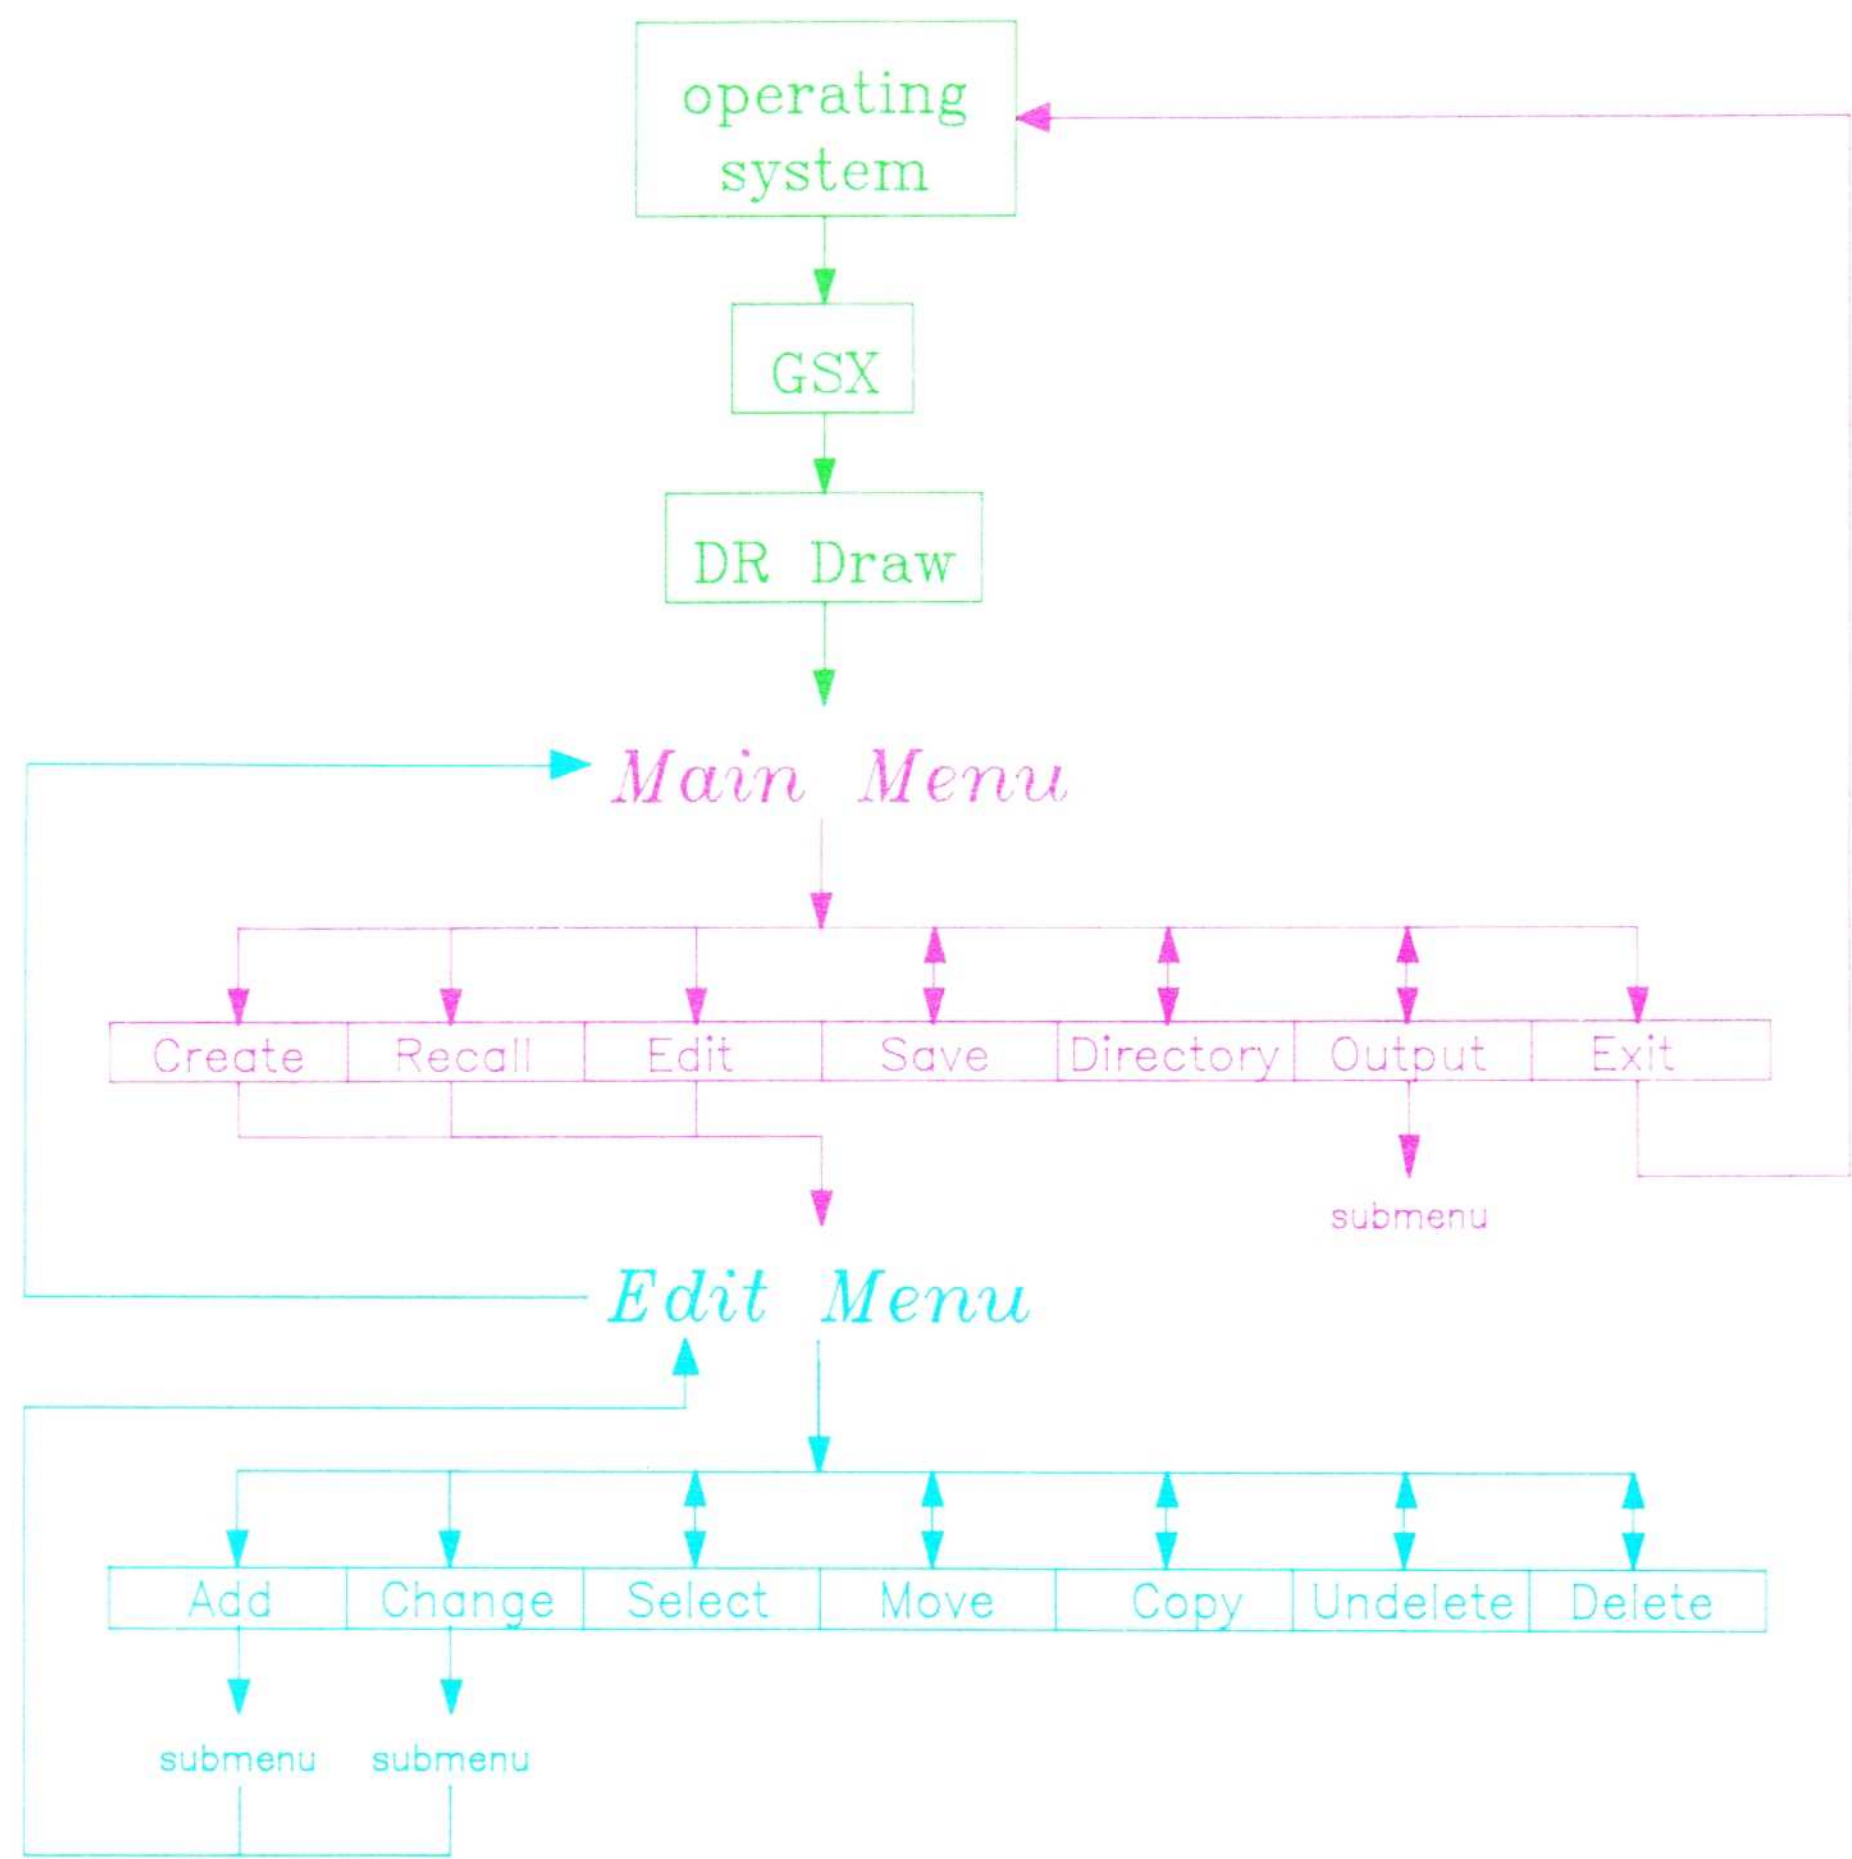 operating
system
GSX
DR Draw
Main Menu
Create Recall Edit Save Directory Output Exit
submenu
Edit Menu
Add Change Select Move Copy Undelete Delete
submenu submenu